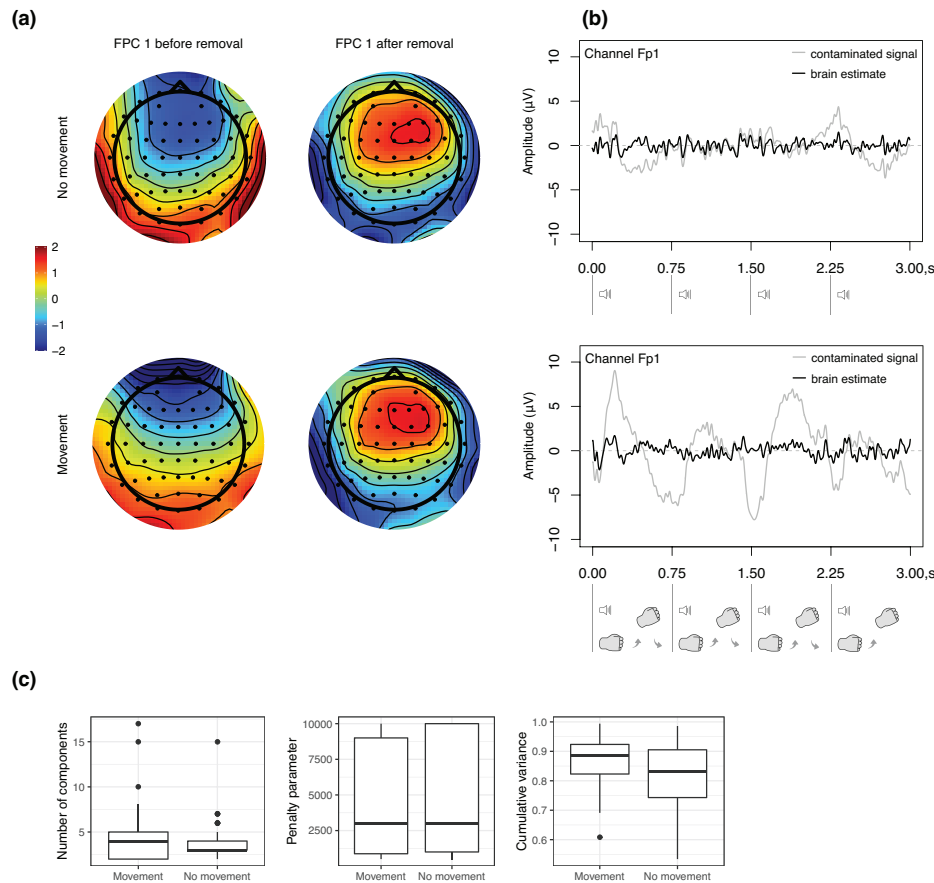 (a)
FPC 1 before removal
FPC 1 after removal
No movement
2
1
0
−1
−2
Movement
(b)
Channel Fp1
contaminated signal
brain estimate
Amplitude (µV)
10
5
0
−5
−10
0.00
0.75
1.50
2.25
3.00,s
Channel Fp1
contaminated signal
brain estimate
Amplitude (µV)
10
5
0
−5
−10
0.00
0.75
1.50
2.25
3.00,s
(c)
Number of components
15
10
5
Movement
No movement
Penalty parameter
10000
7500
5000
2500
Movement
No movement
Cumulative variance
1.0
0.9
0.8
0.7
0.6
Movement
No movement